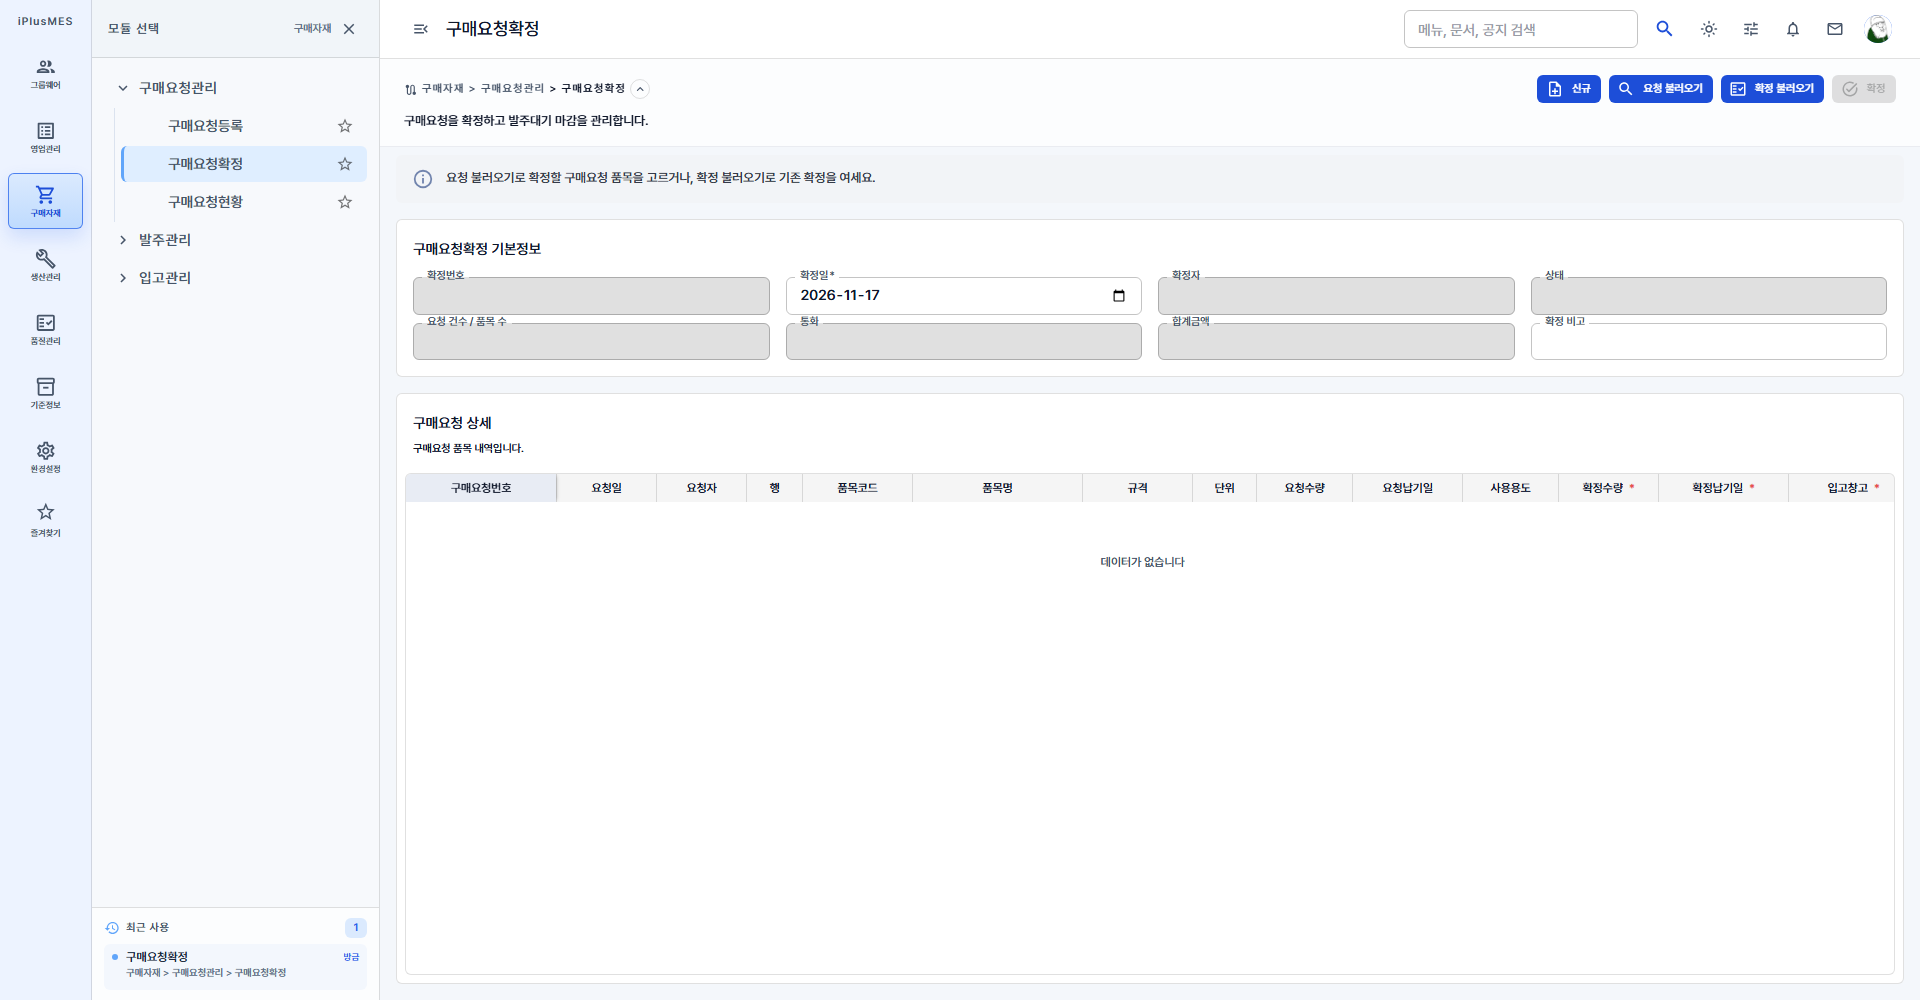 iPlusMES
그룹웨어
영업관리
구매자재
생산관리
품질관리
기준정보
환경설정
즐겨찾기
모듈 선택
구매자재
구매요청관리
구매요청등록
구매요청확정
구매요청현황
발주관리
입고관리
최근 사용
1
구매요청확정
방금
구매자재 > 구매요청관리 > 구매요청확정
구매요청확정
메뉴, 문서, 공지 검색
구매자재 > 구매요청관리 > 구매요청확정
구매요청을 확정하고 발주대기 마감을 관리합니다.
신규
요청 불러오기
확정 불러오기
확정
요청 불러오기로 확정할 구매요청 품목을 고르거나, 확정 불러오기로 기존 확정을 여세요.
구매요청확정 기본정보
확정번호
확정일*
2026-11-17
확정자
상태
요청 건수 / 품목 수
통화
합계금액
확정 비고
구매요청 상세
구매요청 품목 내역입니다.
구매요청번호 요청일 요청자 행 품목코드 품목명 규격 단위 요청수량 요청납기일 사용용도 확정수량 * 확정납기일 * 입고창고 *
데이터가 없습니다